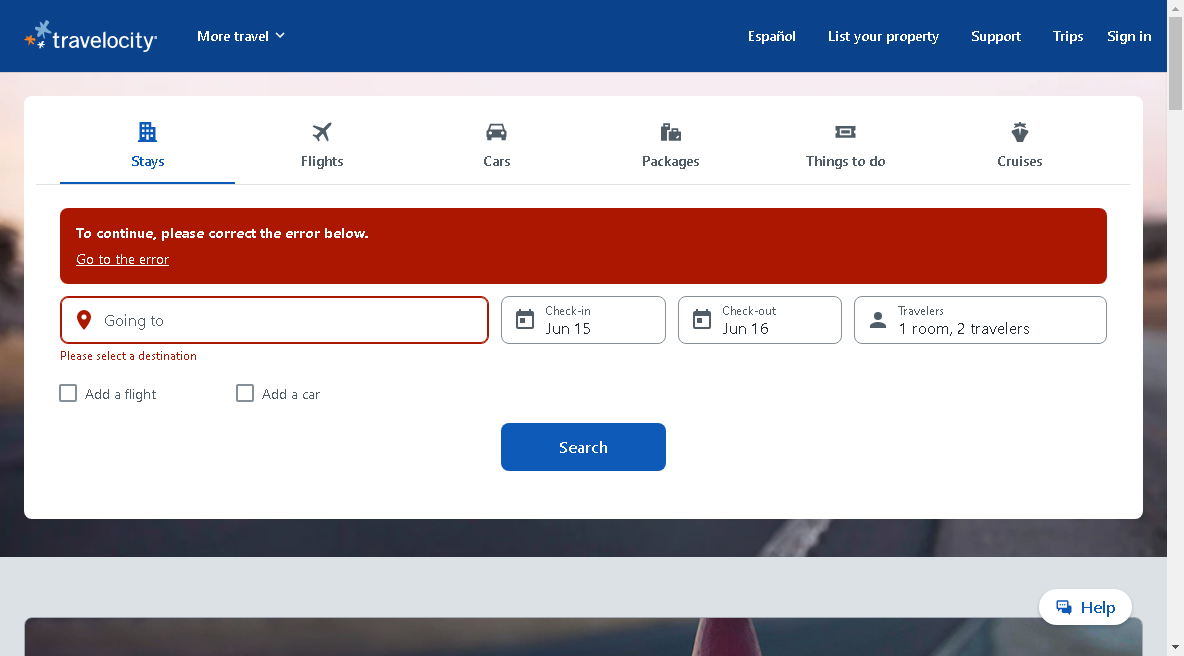 travelocity
More travel
Español
List your property
Support
Trips
Sign in
Stays
Flights
Cars
Packages
Things to do
Cruises
To continue, please correct the error below.
Go to the error
Going to
Check-in
Jun 15
Check-out
Jun 16
Travelers
1 room, 2 travelers
Please select a destination
Add a flight
Add a car
Search
Help